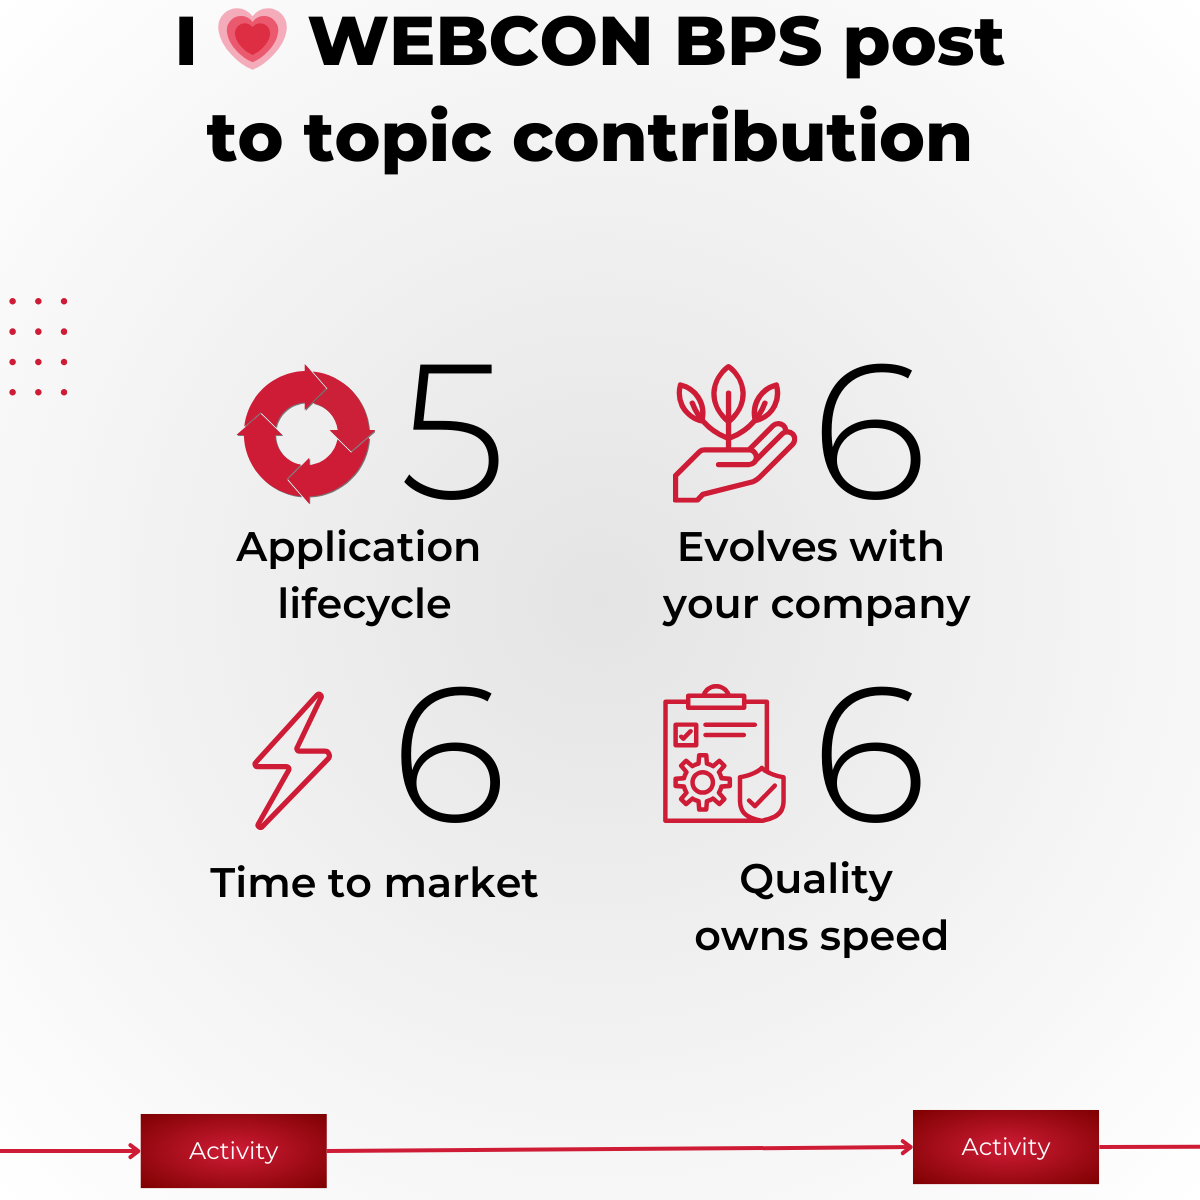 I 💗 WEBCON BPS post
to topic contribution
5
Application
lifecycle
6
Evolves with
your company
6
Time to market
6
Quality
owns speed
Activity
Activity